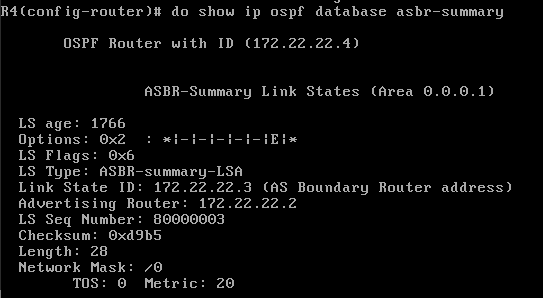 R4(config-router)# do show ip ospf database asbr-summary
OSPF Router with ID (172.22.22.4)
ASBR-Summary Link States (Area 0.0.0.1)
LS age: 1766
Options: 0x2  : *|-|-|-|-|-|E|*
LS Flags: 0x6
LS Type: ASBR-summary-LSA
Link State ID: 172.22.22.3 (AS Boundary Router address)
Advertising Router: 172.22.22.2
LS Seq Number: 80000003
Checksum: 0xd9b5
Length: 28
Network Mask: /0
TOS: 0  Metric: 20